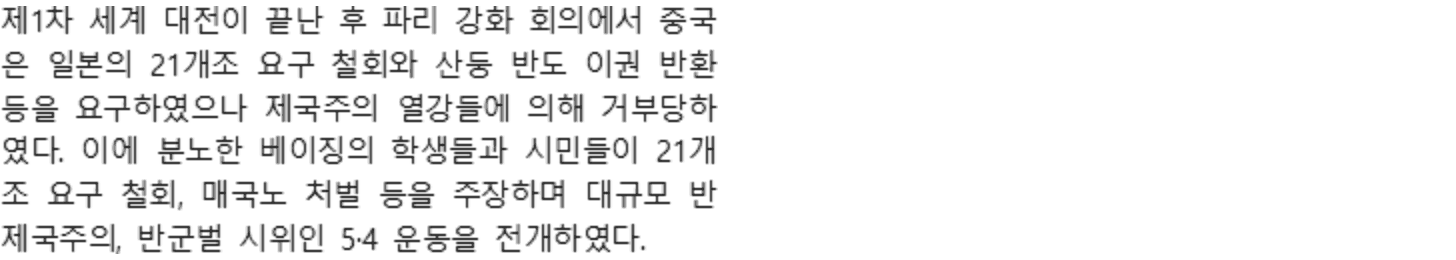 제1차 세계 대전이 끝난 후 파리 강화 회의에서 중국
은 일본의 21개조 요구 철회와 산둥 반도 이권 반환
등을 요구하였으나 제국주의 열강들에 의해 거부당하
였다. 이에 분노한 베이징의 학생들과 시민들이 21개
조 요구 철회, 매국노 처벌 등을 주장하며 대규모 반
제국주의, 반군벌 시위인 5·4 운동을 전개하였다.